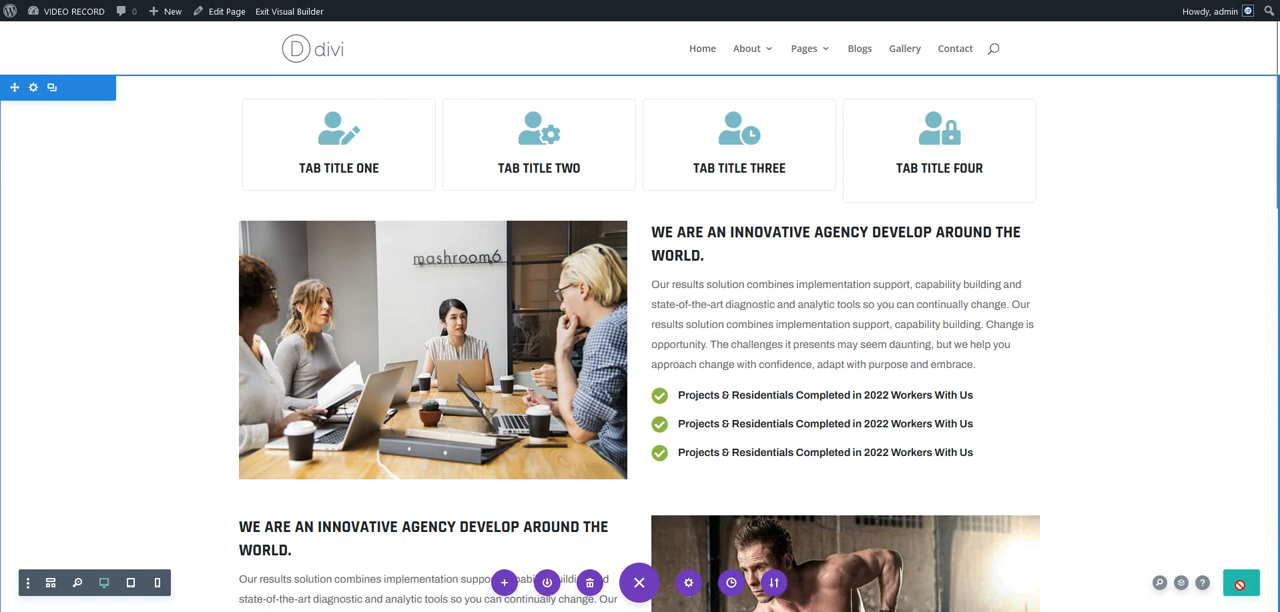 VIDEO RECORD 0 New Edit Page Exit Visual Builder Howdy, admin
D divi Home About Pages Blogs Gallery Contact
TAB TITLE ONE
TAB TITLE TWO
TAB TITLE THREE
TAB TITLE FOUR
mashroom6
WE ARE AN INNOVATIVE AGENCY DEVELOP AROUND THE
WORLD.
Our results solution combines implementation support, capability building and
state-of-the-art diagnostic and analytic tools so you can continually change. Our
results solution combines implementation support, capability building. Change is
opportunity. The challenges it presents may seem daunting, but we help you
approach change with confidence, adapt with purpose and embrace.
Projects & Residentials Completed in 2022 Workers With Us
Projects & Residentials Completed in 2022 Workers With Us
Projects & Residentials Completed in 2022 Workers With Us
WE ARE AN INNOVATIVE AGENCY DEVELOP AROUND THE
WORLD.
Our results solution combines implementation
state-of-the-art diagnostic and analytic tools so you can continually change. Our